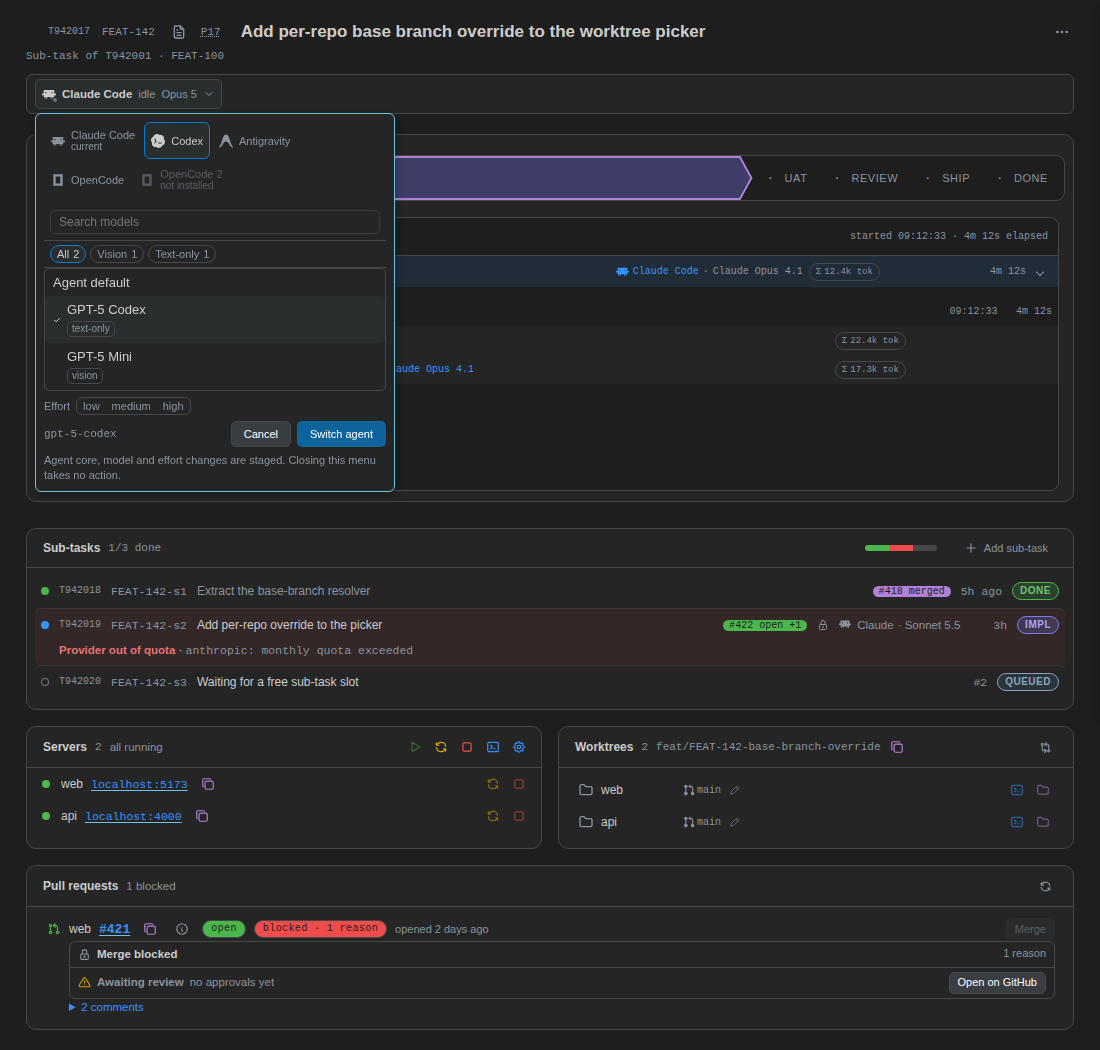 T942017 FEAT-142 P17 Add per-repo base branch override to the worktree picker
Sub-task of T942001 · FEAT-100
Claude Code idle Opus 5
Claude Code
current
Codex
Antigravity
OpenCode
OpenCode 2
not installed
Search models
All 2 Vision 1 Text-only 1
Agent default
GPT-5 Codex
text-only
GPT-5 Mini
vision
Effort low medium high
gpt-5-codex Cancel Switch agent
Agent core, model and effort changes are staged. Closing this menu
takes no action.
· UAT · REVIEW · SHIP · DONE
started 09:12:33 · 4m 12s elapsed
Claude Code · Claude Opus 4.1 Σ 12.4k tok 4m 12s
09:12:33 4m 12s
Σ 22.4k tok
aude Opus 4.1 Σ 17.3k tok
Sub-tasks 1/3 done Add sub-task
T942018 FEAT-142-s1 Extract the base-branch resolver #418 merged 5h ago DONE
T942019 FEAT-142-s2 Add per-repo override to the picker #422 open +1 Claude · Sonnet 5.5 3h IMPL
Provider out of quota · anthropic: monthly quota exceeded
T942020 FEAT-142-s3 Waiting for a free sub-task slot #2 QUEUED
Servers 2 all running
web localhost:5173
api localhost:4000
Worktrees 2 feat/FEAT-142-base-branch-override
web main
api main
Pull requests 1 blocked
web #421 open blocked · 1 reason opened 2 days ago Merge
Merge blocked 1 reason
Awaiting review no approvals yet Open on GitHub
2 comments